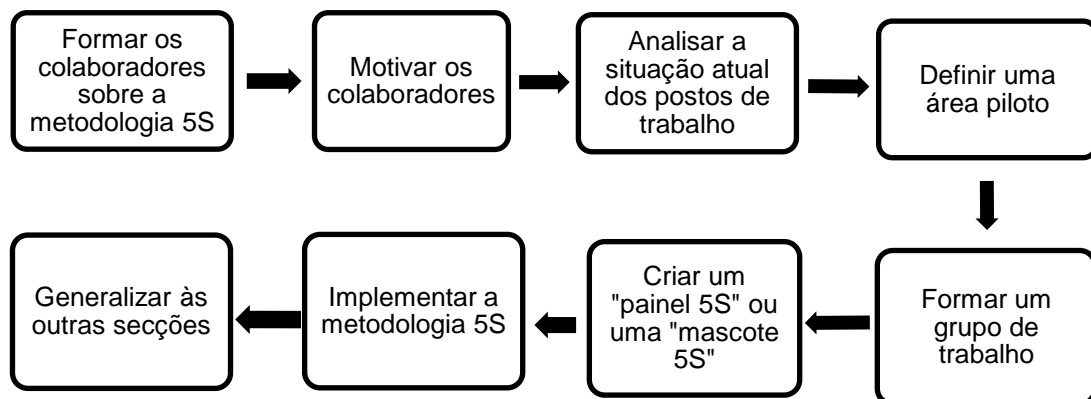 Formar os
colaboradores
sobre a
metodologia 5S
Motivar os
colaboradores
Analisar a
situação atual
dos postos de
trabalho
Definir uma
área piloto
Formar um
grupo de
trabalho
Criar um
"painel 5S" ou
uma "mascote
5S"
Implementar a
metodologia 5S
Generalizar às
outras secções